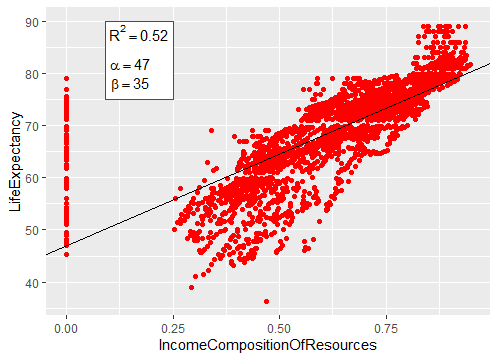 90
80
70
60
50
40
R² = 0.52
α = 47
β = 35
LifeExpectancy
0.00 0.25 0.50 0.75
IncomeCompositionOfResources